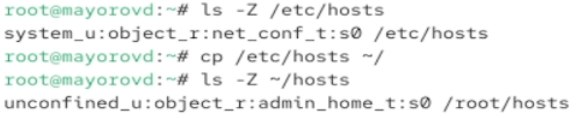 root@mayorovd:~# ls -Z /etc/hosts
system_u:object_r:net_conf_t:s0 /etc/hosts
root@mayorovd:~# cp /etc/hosts ~/
root@mayorovd:~# ls -Z ~/hosts
unconfined_u:object_r:admin_home_t:s0 /root/hosts